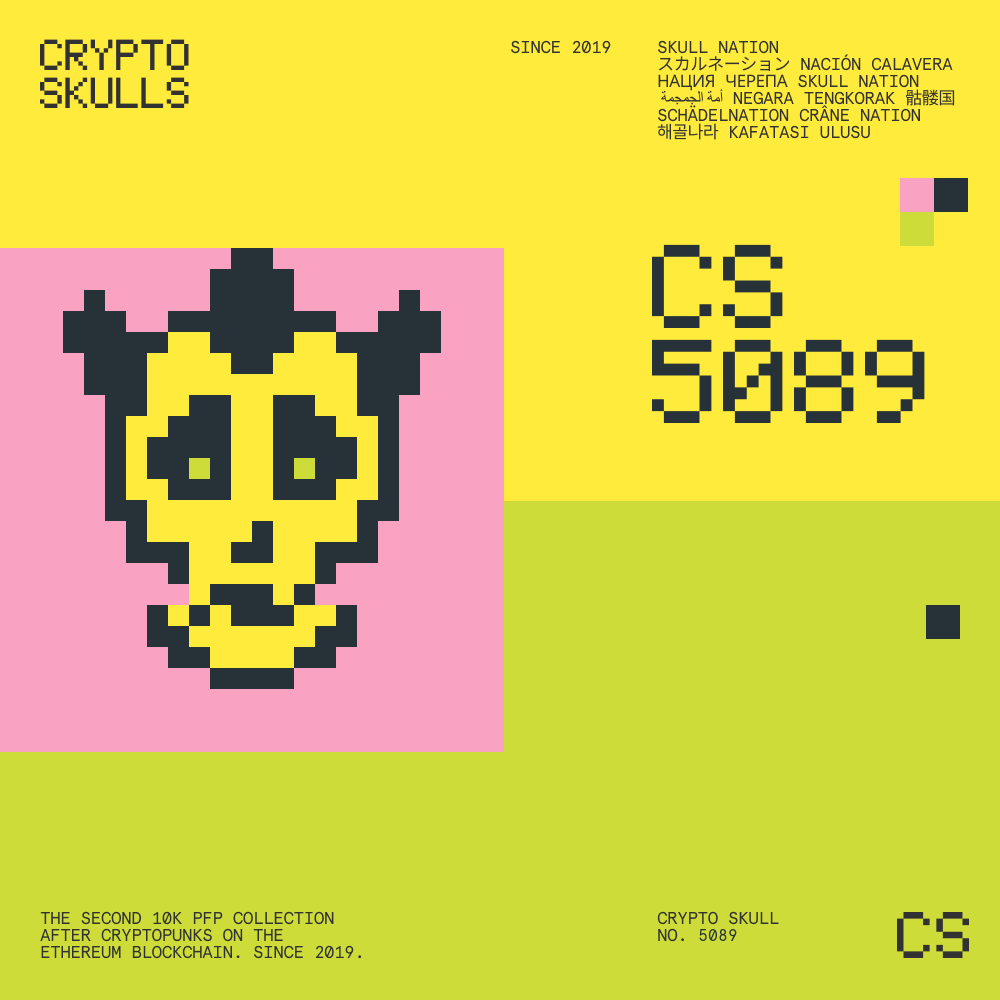 CRYPTO
SKULLS
SINCE 2019
SKULL NATION
スカルネーション NACIÓN CALAVERA
НАЦИЯ ЧЕРЕПА SKULL NATION
أمة الجمجمة NEGARA TENGKORAK 骷髅国
SCHÄDELNATION CRÂNE NATION
해골나라 KAFATASI ULUSU
CS
5089
THE SECOND 10K PFP COLLECTION
AFTER CRYPTOPUNKS ON THE
ETHEREUM BLOCKCHAIN. SINCE 2019.
CRYPTO SKULL
NO. 5089
CS